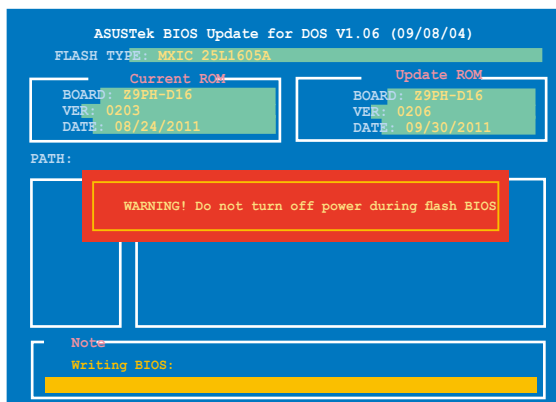 ASUSTek BIOS Update for DOS V1.06 (09/08/04)
FLASH TYPE: MXIC 25L1605A
Current ROM
BOARD: Z9PH-D16
VER: 0203
DATE: 08/24/2011
Update ROM
BOARD: Z9PH-D16
VER: 0206
DATE: 09/30/2011
PATH:
WARNING! Do not turn off power during flash BIOS
Note
Writing BIOS: